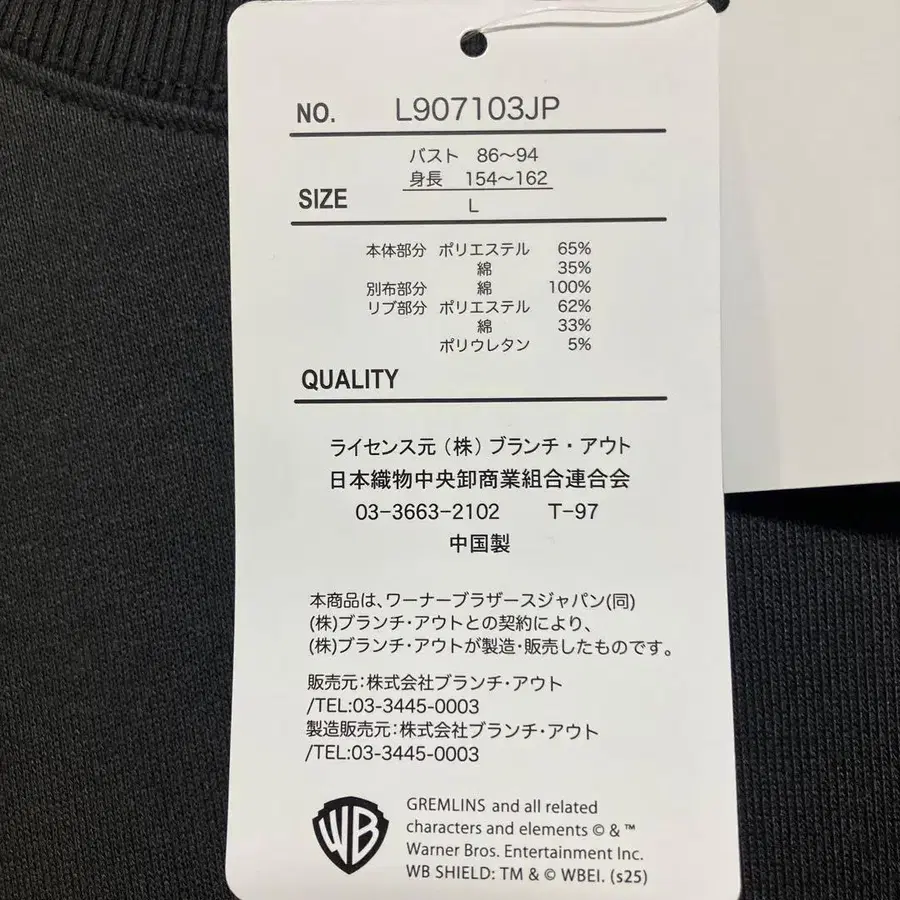 NO. L907103JP
バスト 86〜94
身長 154〜162
SIZE
L
本体部分 ポリエステル 65%
綿 35%
別布部分 綿 100%
リブ部分 ポリエステル 62%
綿 33%
ポリウレタン 5%
QUALITY
ライセンス元（株）ブランチ・アウト
日本織物中央卸商業組合連合会
03-3663-2102 T-97
中国製
本商品は、ワーナーブラザースジャパン(同)
(株)ブランチ・アウトとの契約により、
(株)ブランチ・アウトが製造・販売したものです。
販売元:株式会社ブランチ・アウト
/TEL:03-3445-0003
製造販売元:株式会社ブランチ・アウト
/TEL:03-3445-0003
WB
GREMLINS and all related
characters and elements © & ™
Warner Bros. Entertainment Inc.
WB SHIELD: TM & © WBEI. (s25)